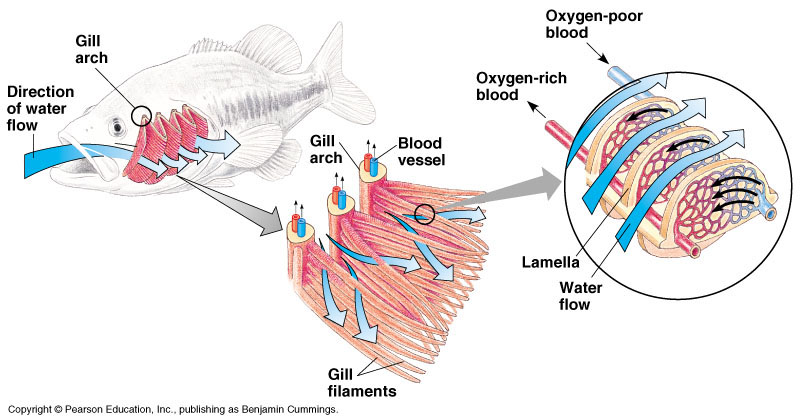 Gill
arch
Direction
of water
flow
Gill
arch
Blood
vessel
Gill
filaments
Oxygen-poor
blood
Oxygen-rich
blood
Lamella
Water
flow
Copyright © Pearson Education, Inc., publishing as Benjamin Cummings.